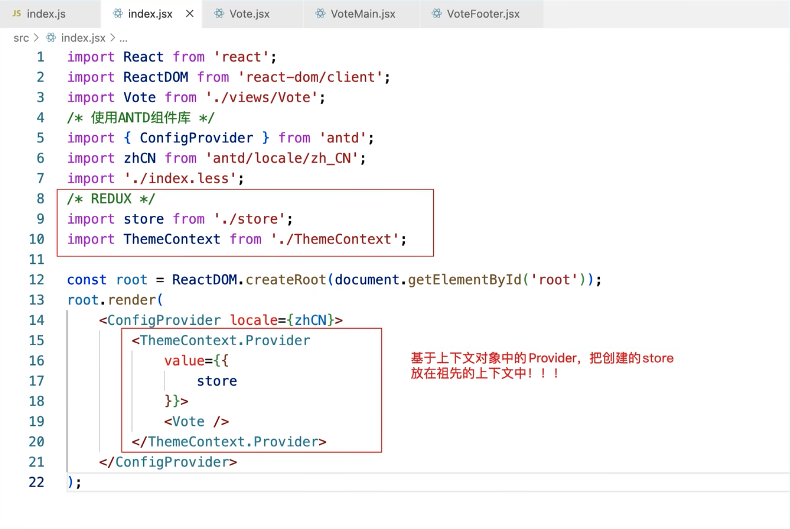 JS index.js
index.jsx ×
Vote.jsx
VoteMain.jsx
VoteFooter.jsx
src > index.jsx > ...
1 import React from 'react';
2 import ReactDOM from 'react-dom/client';
3 import Vote from './views/Vote';
4 /* 使用ANTD组件库 */
5 import { ConfigProvider } from 'antd';
6 import zhCN from 'antd/locale/zh_CN';
7 import './index.less';
8 /* REDUX */
9 import store from './store';
10 import ThemeContext from './ThemeContext';
11
12 const root = ReactDOM.createRoot(document.getElementById('root'));
13 root.render(
14     <ConfigProvider locale={zhCN}>
15         <ThemeContext.Provider
16             value={{
17                 store
18             }}>
19             <Vote />
20         </ThemeContext.Provider>
21     </ConfigProvider>
22 );
基于上下文对象中的Provider，把创建的store
放在祖先的上下文中！！！